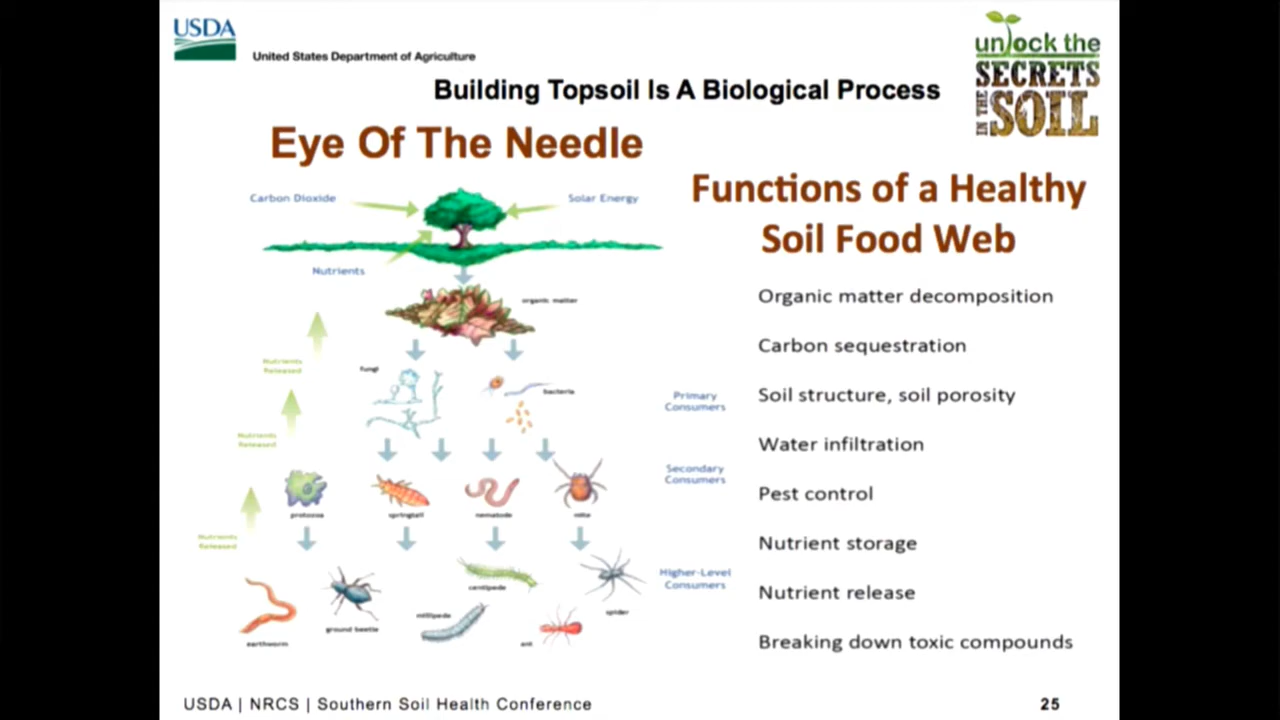 USDA
United States Department of Agriculture
unlock the
SECRETS
IN THE
SOIL
Building Topsoil Is A Biological Process
Eye Of The Needle
Carbon Dioxide
Solar Energy
Nutrients
organic matter
Nutrients
Released
fungi
bacteria
Primary
Consumers
Nutrients
Released
Secondary
Consumers
protozoa
springtail
nematode
mite
Nutrients
Released
Higher-Level
Consumers
centipede
spider
millipede
ground beetle
earthworm
ant
Functions of a Healthy
Soil Food Web
Organic matter decomposition
Carbon sequestration
Soil structure, soil porosity
Water infiltration
Pest control
Nutrient storage
Nutrient release
Breaking down toxic compounds
USDA | NRCS | Southern Soil Health Conference
25